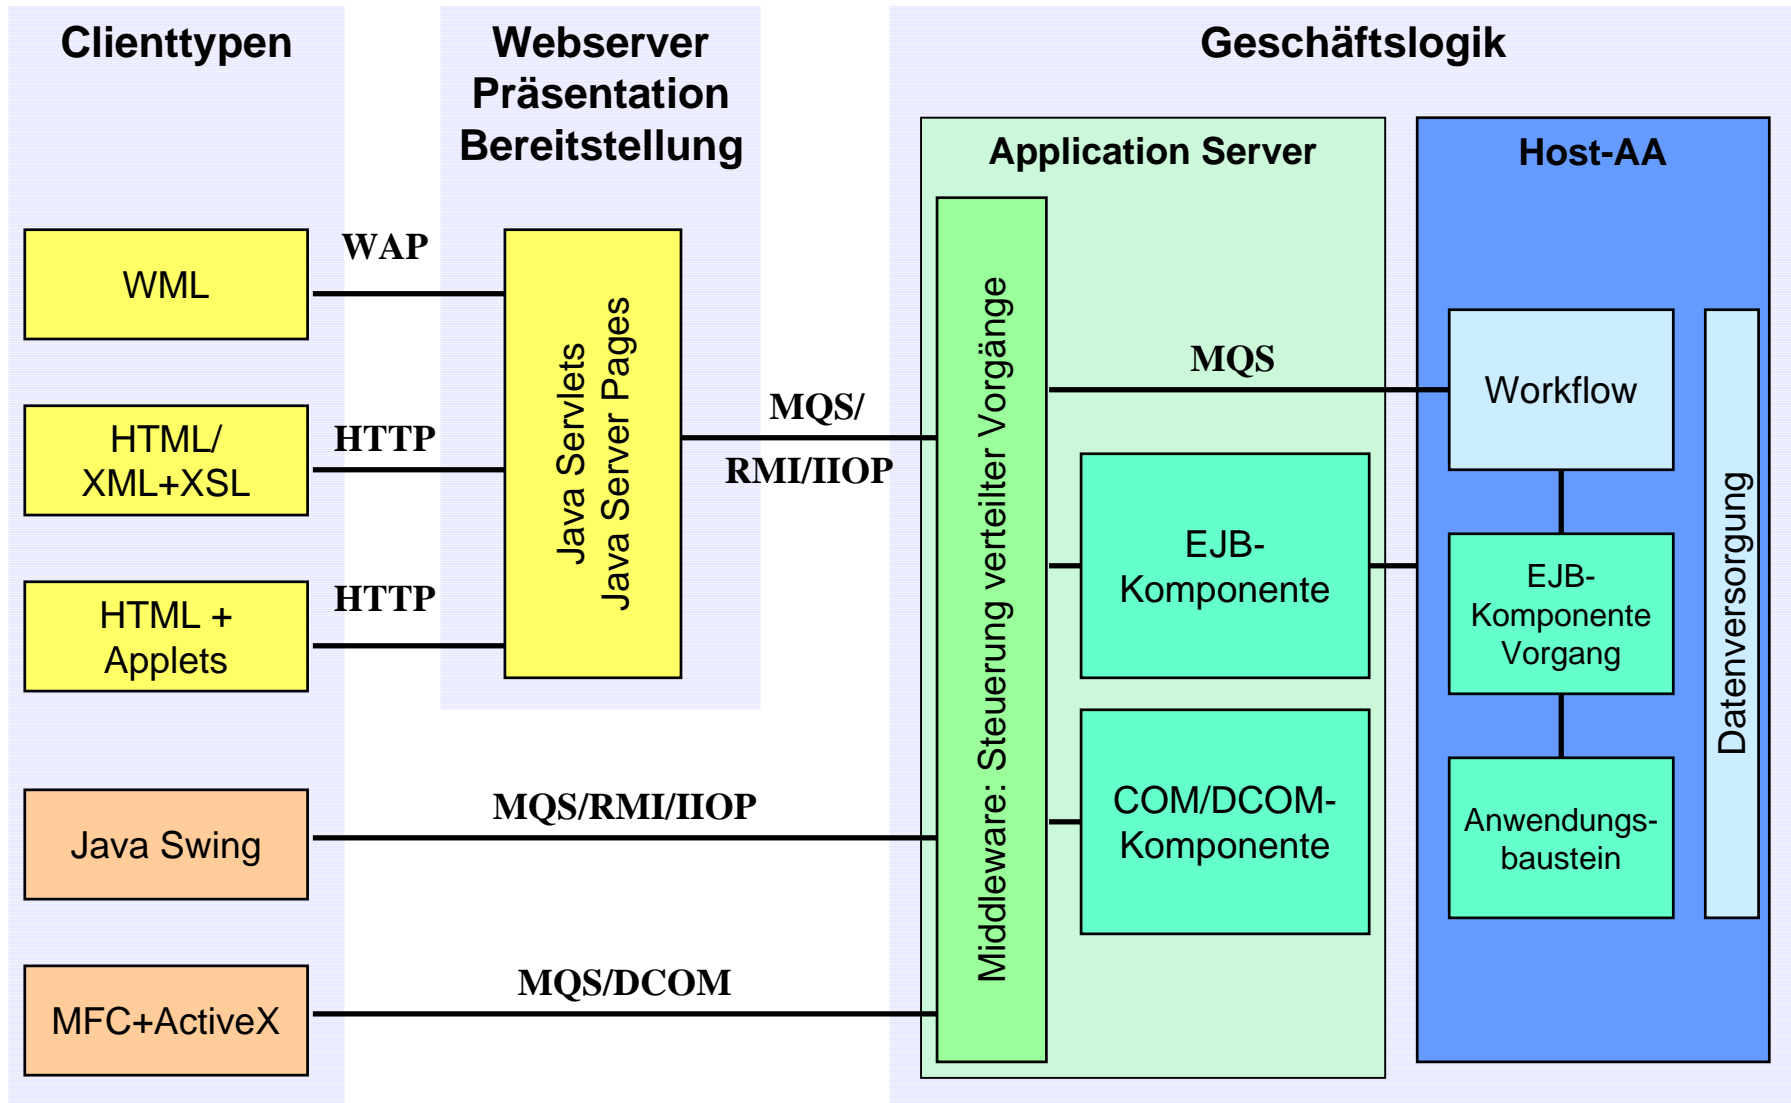 Clienttypen
Webserver
Präsentation
Bereitstellung
Geschäftslogik
Application Server
Host-AA
WML
HTML/
XML+XSL
HTML +
Applets
Java Swing
MFC+ActiveX
WAP
HTTP
HTTP
Java Servlets
Java Server Pages
MQS/
RMI/IIOP
MQS/RMI/IIOP
MQS/DCOM
Middleware: Steuerung verteilter Vorgänge
MQS
EJB-
Komponente
COM/DCOM-
Komponente
Workflow
EJB-
Komponente
Vorgang
Anwendungs-
baustein
Datenversorgung